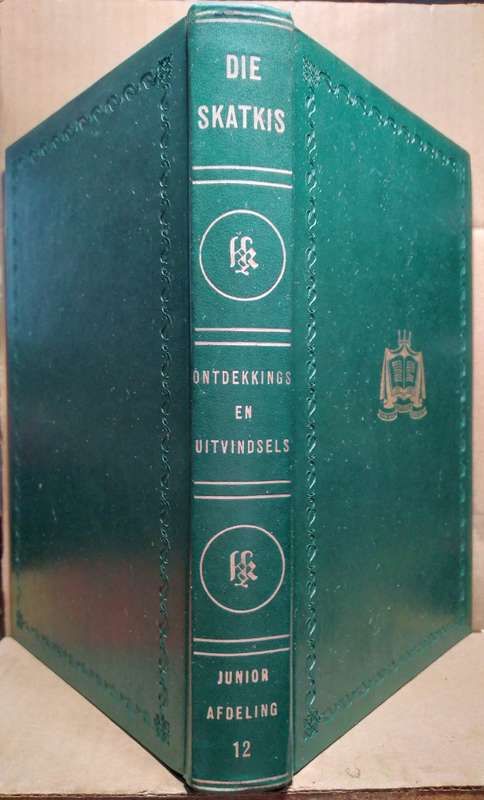 DIE
SKATKIS
ONTDEKKINGS
EN
UITVINDSELS
JUNIOR
AFDELING
12